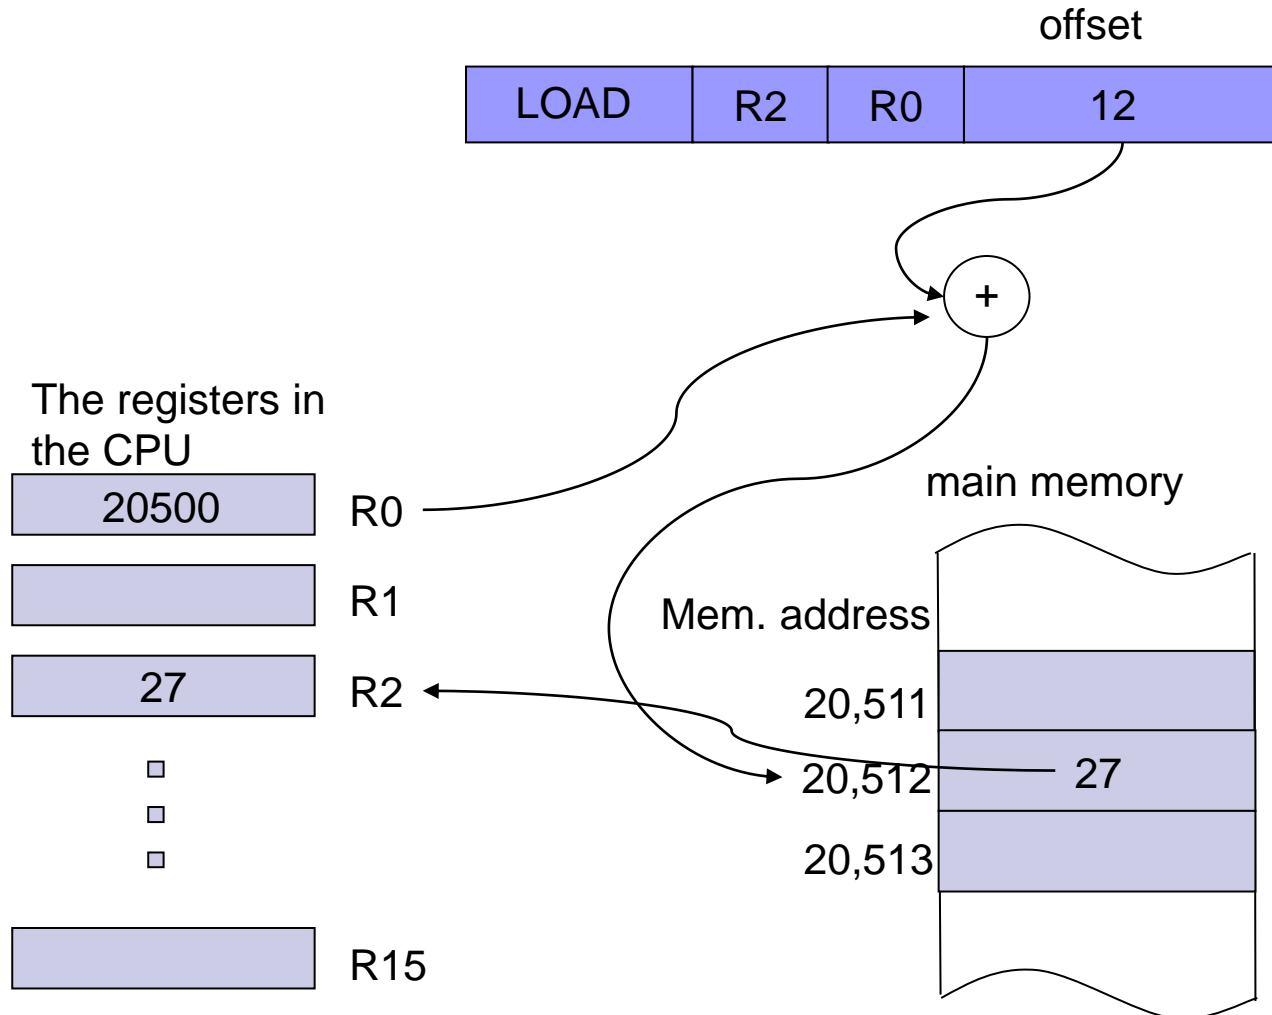 offset
LOAD R2 R0 12
+
The registers in
the CPU
20500 R0
main memory
R1
Mem. address
27 R2
20,511
20,512 27
20,513
R15